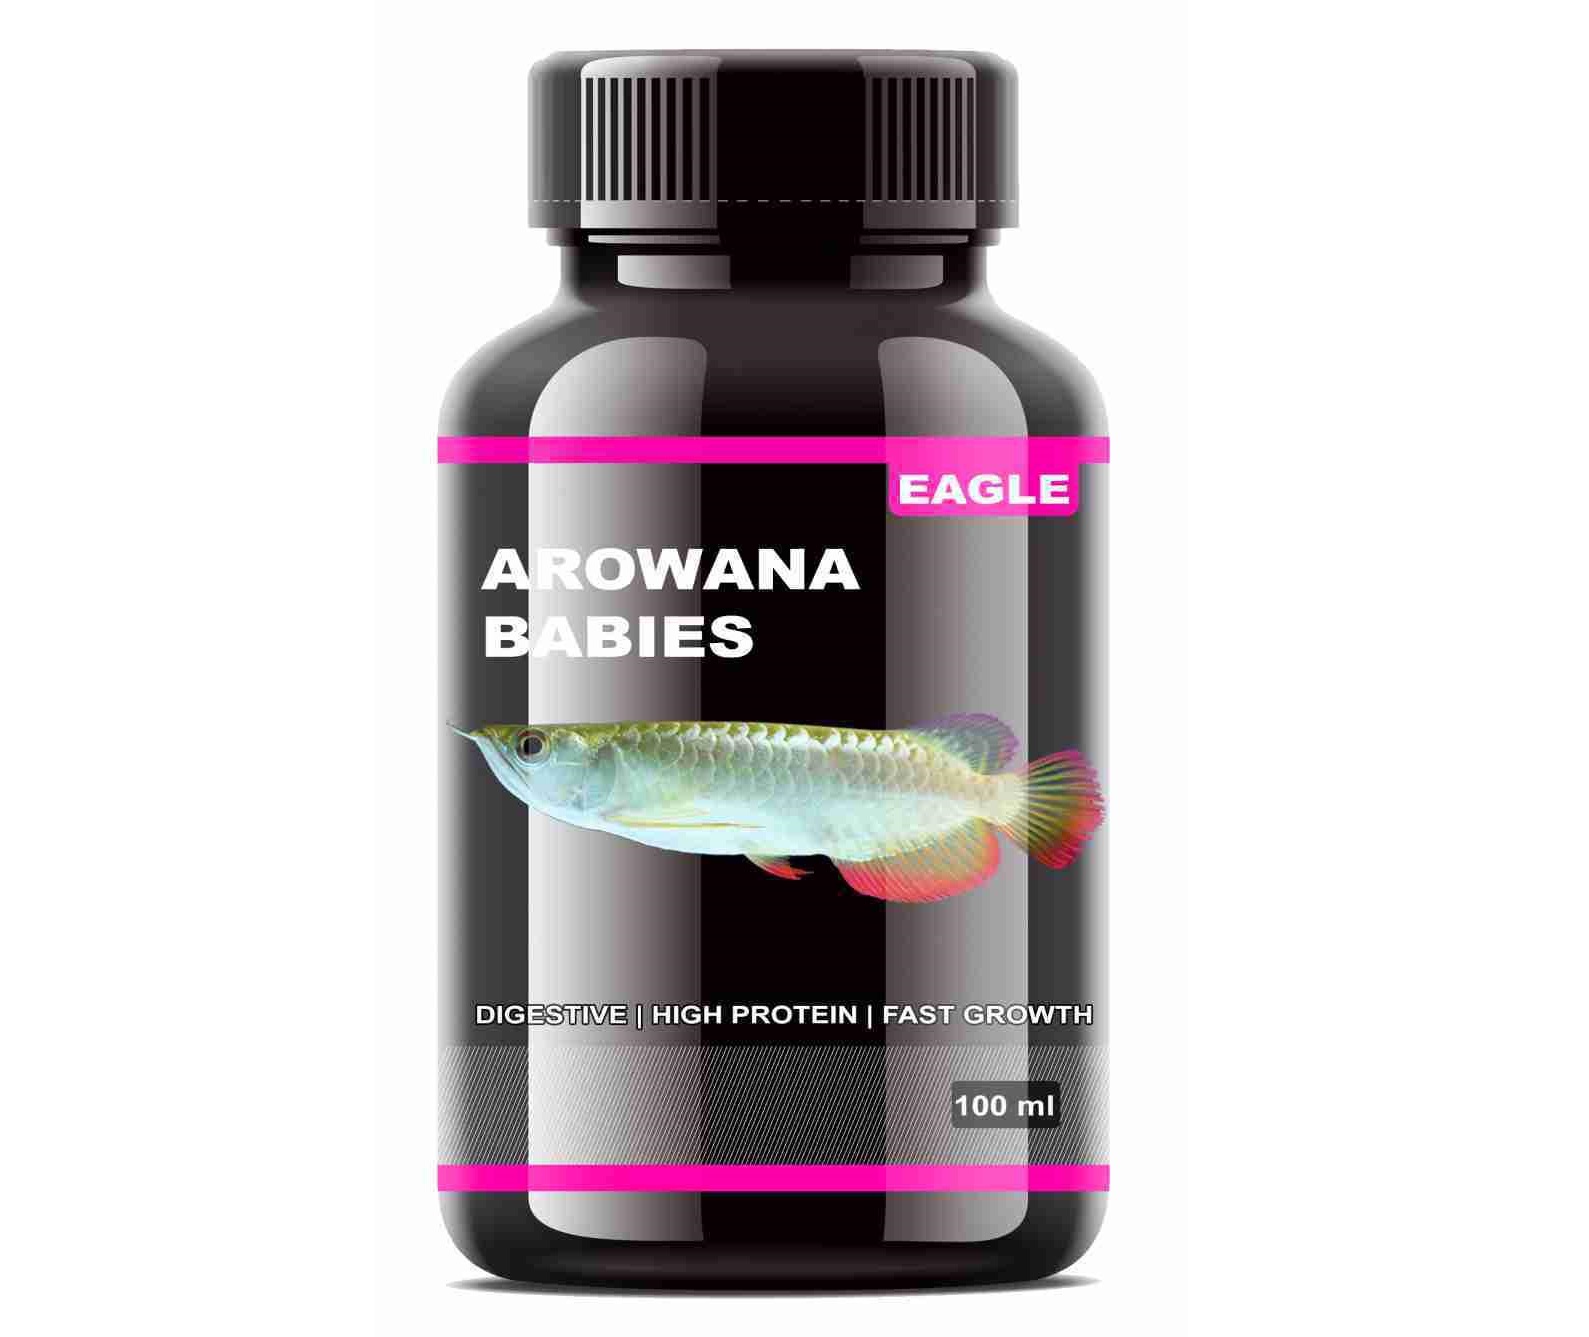 EAGLE
AROWANA
BABIES
DIGESTIVE | HIGH PROTEIN | FAST GROWTH
100 ml